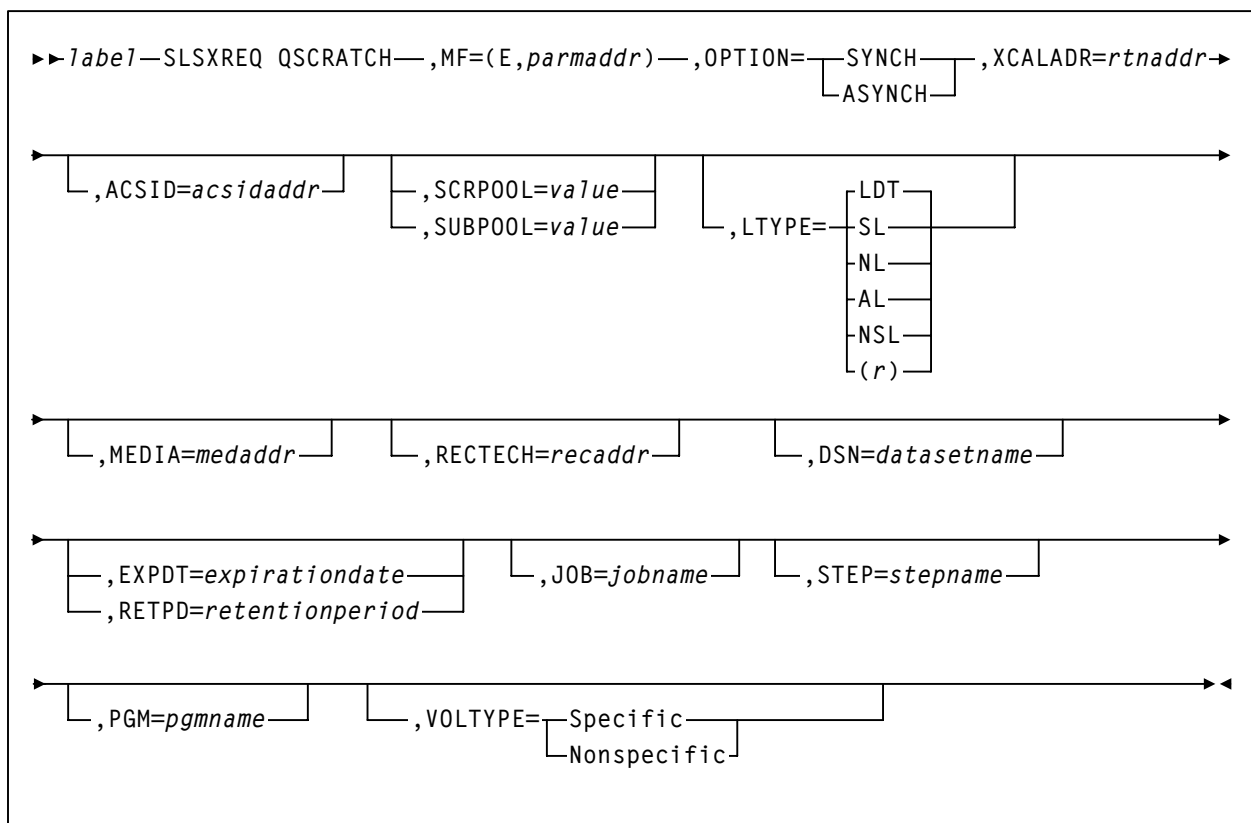 label SLSXREQ QSCRATCH ,MF=(E,parmaddr) ,OPTION= SYNCH ,XCALADR=rtnaddr
ASYNCH
,ACSID=acsidaddr ,SCRPOOL=value ,LTYPE= LDT
,SUBPOOL=value SL
NL
AL
NSL
(r)
,MEDIA=medaddr ,RECTECH=recaddr ,DSN=datasetname
,EXPDT=expirationdate ,JOB=jobname ,STEP=stepname
,RETPD=retentionperiod
,PGM=pgmname ,VOLTYPE= Specific
Nonspecific